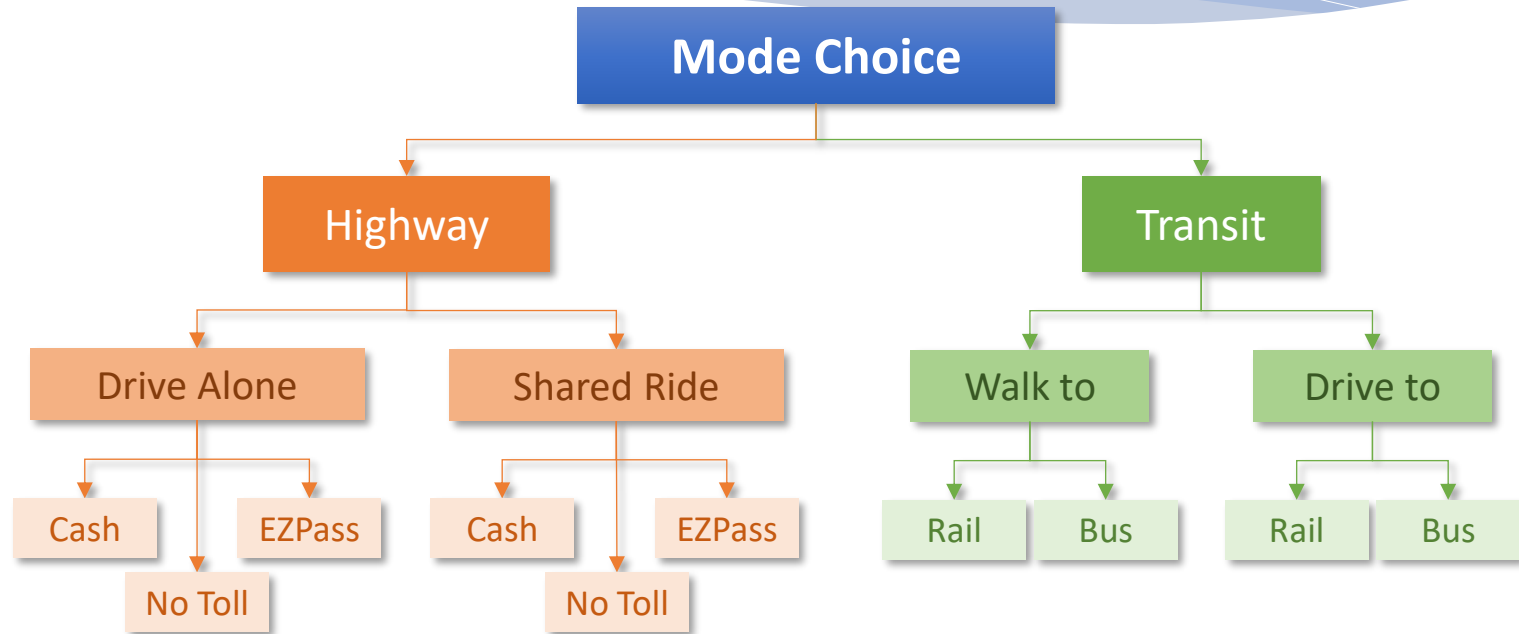 Mode Choice
Highway
Transit
Drive Alone
Shared Ride
Walk to
Drive to
Cash
EZPass
Cash
EZPass
Rail
Bus
Rail
Bus
No Toll
No Toll